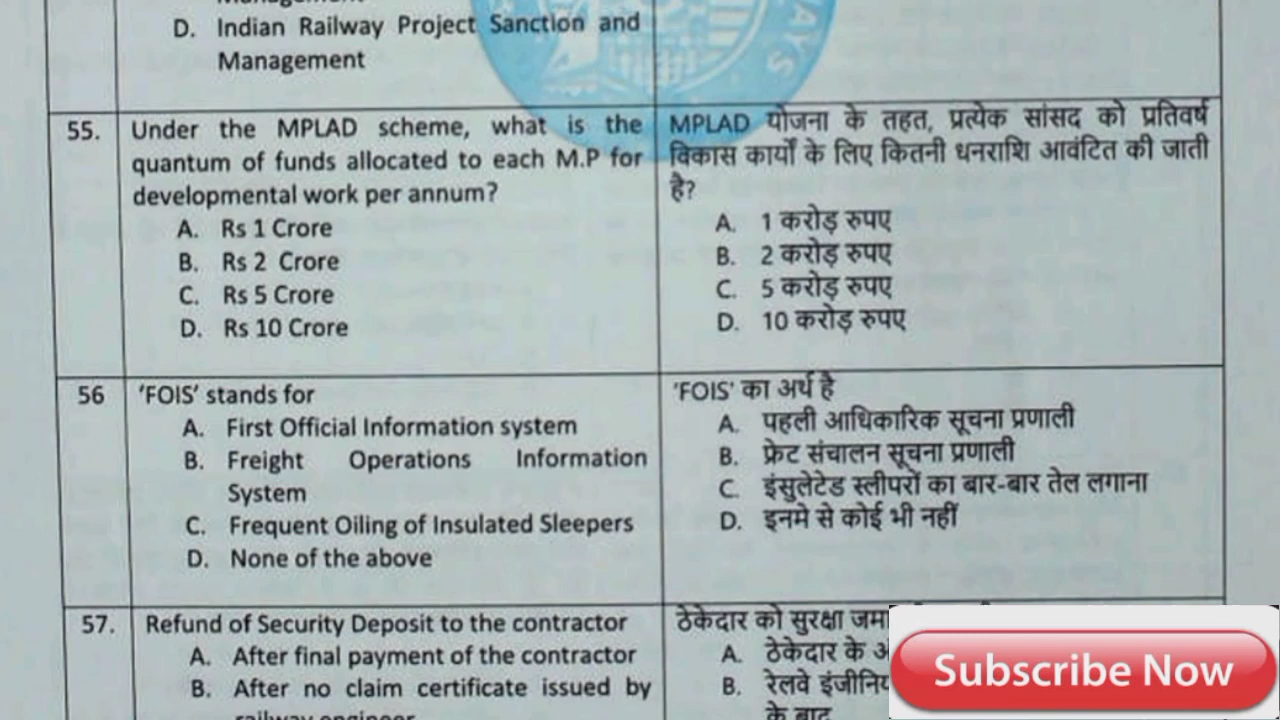 D. Indian Railway Project Sanction and
Management
AYS
55. Under the MPLAD scheme, what is the
quantum of funds allocated to each M.P for
developmental work per annum?
A. Rs 1 Crore
B. Rs 2 Crore
C. Rs 5 Crore
D. Rs 10 Crore
MPLAD योजना के तहत, प्रत्येक सांसद को प्रतिवर्ष
विकास कार्यों के लिए कितनी धनराशि आवंटित की जाती
है?
A. 1 करोड़ रुपए
B. 2 करोड़ रुपए
C. 5 करोड़ रुपए
D. 10 करोड़ रुपए
56 'FOIS' stands for
A. First Official Information system
B. Freight Operations Information
System
C. Frequent Oiling of Insulated Sleepers
D. None of the above
'FOIS' का अर्थ है
A. पहली आधिकारिक सूचना प्रणाली
B. फ्रेट संचालन सूचना प्रणाली
C. इंसुलेटेड स्लीपरों का बार-बार तेल लगाना
D. इनमे से कोई भी नहीं
57. Refund of Security Deposit to the contractor
A. After final payment of the contractor
B. After no claim certificate issued by
railway engineer
ठेकेदार को सुरक्षा
A. ठेकेदार के
B. रेलवे
के बाद
Subscribe Now